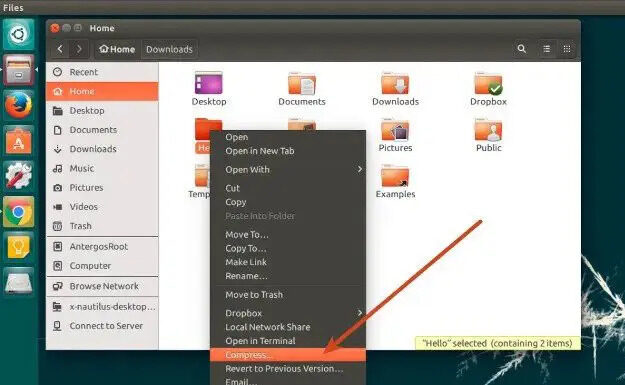 Files
Home
Home
Downloads
Recent
Home
Desktop
Documents
Downloads
Music
Pictures
Videos
Trash
AntergosRoot
Computer
Browse Network
x-nautilus-desktop...
Connect to Server
Desktop
Documents
Downloads
Dropbox
He
Pictures
Public
Temp
Examples
Open
Open in New Tab
Open With
Cut
Copy
Paste Into Folder
Move To...
Copy To...
Make Link
Rename...
Move to Trash
Dropbox
Local Network Share
Open in Terminal
Compress...
Revert to Previous Version...
Email...
"Hello" selected (containing 2 items)